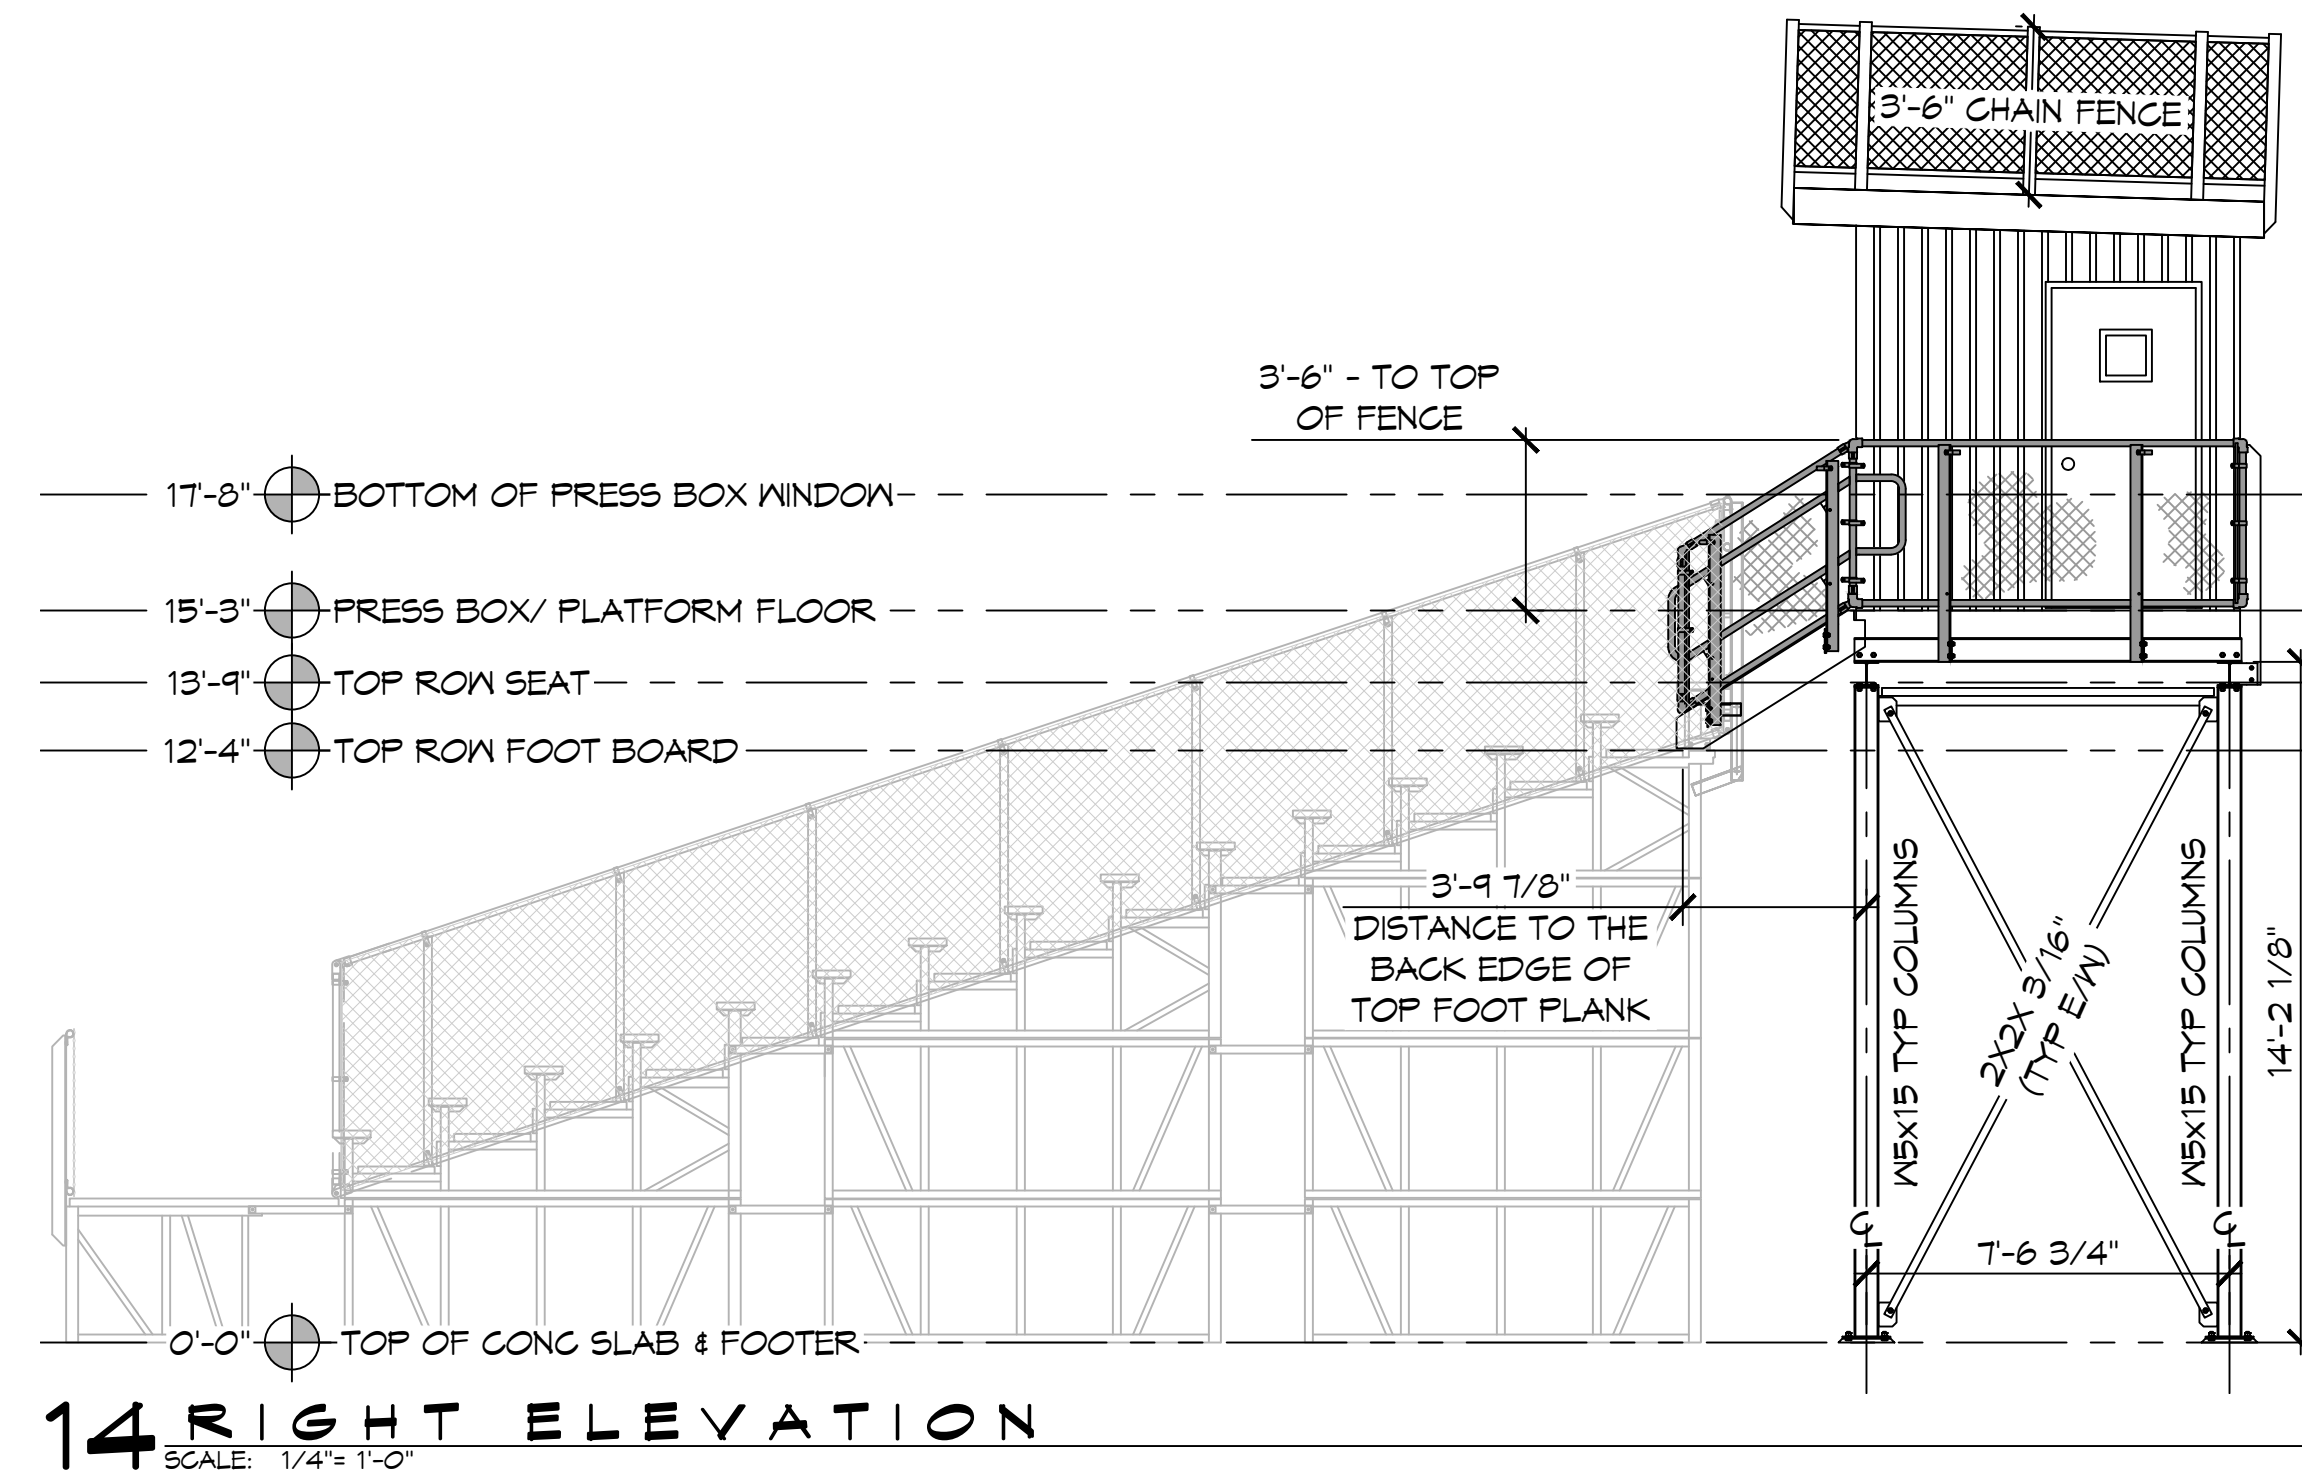 3'-6" CHAIN FENCE
3'-6" - TO TOP
OF FENCE
17'-8" BOTTOM OF PRESS BOX WINDOW
15'-3" PRESS BOX/ PLATFORM FLOOR
13'-9" TOP ROW SEAT
12'-4" TOP ROW FOOT BOARD
3'-9 7/8"
DISTANCE TO THE
BACK EDGE OF
TOP FOOT PLANK
W5x15 TYP COLUMNS
2X2X 3/16"
(TYP E/W)
W5x15 TYP COLUMNS
14'-2 1/8"
CL
CL
7'-6 3/4"
0'-0" TOP OF CONC SLAB & FOOTER
14 RIGHT ELEVATION
SCALE: 1/4"= 1'-0"